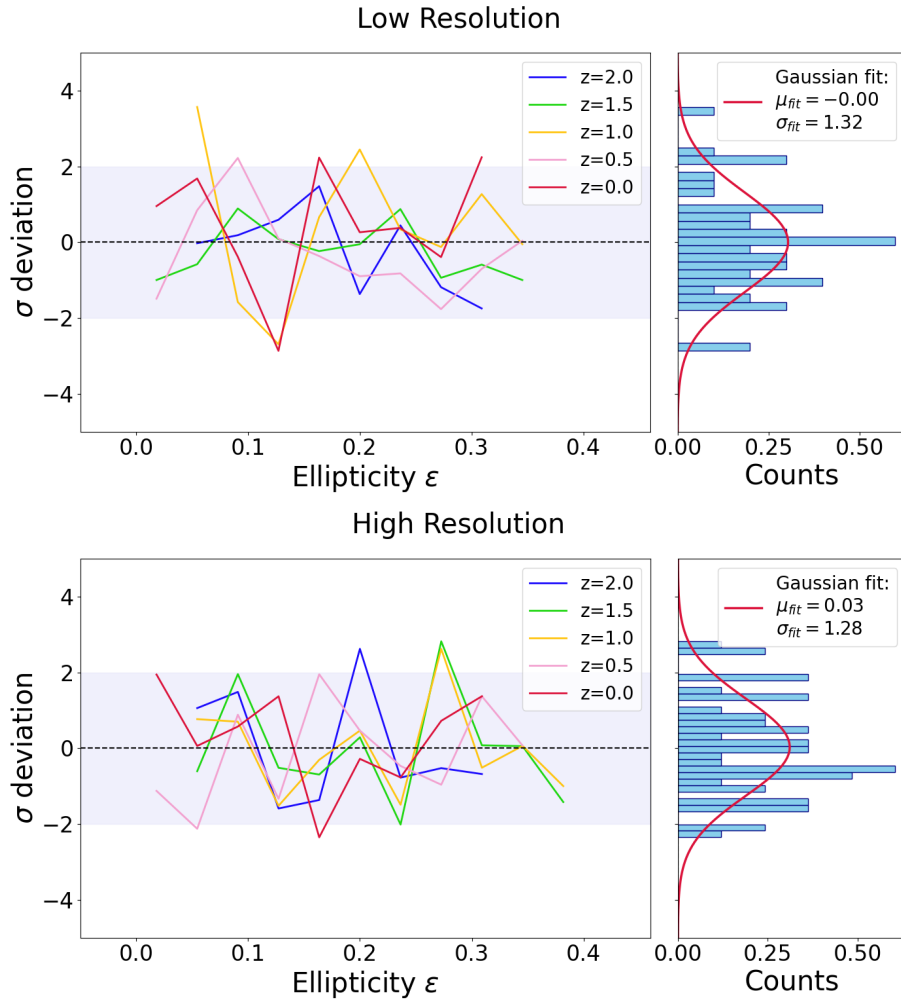 Low Resolution
4
2
0
−2
−4
σ deviation
0.0
0.1
0.2
0.3
0.4
Ellipticity ε
z=2.0
z=1.5
z=1.0
z=0.5
z=0.0
Gaussian fit:
μfit = −0.00
σfit = 1.32
0.00
0.25
0.50
Counts
High Resolution
4
2
0
−2
−4
σ deviation
0.0
0.1
0.2
0.3
0.4
Ellipticity ε
z=2.0
z=1.5
z=1.0
z=0.5
z=0.0
Gaussian fit:
μfit = 0.03
σfit = 1.28
0.00
0.25
0.50
Counts